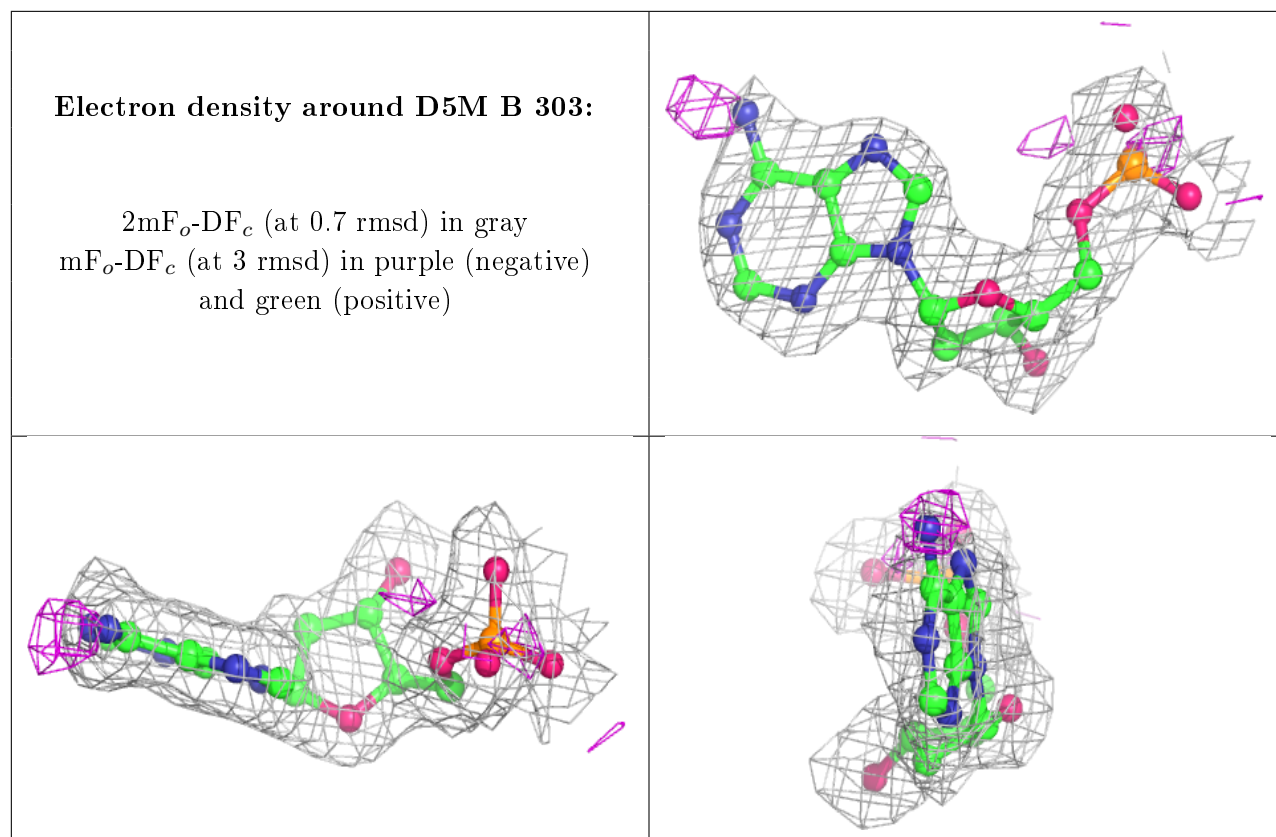 Electron density around D5M B 303:
2mFo-DFc (at 0.7 rmsd) in gray
mFo-DFc (at 3 rmsd) in purple (negative)
and green (positive)